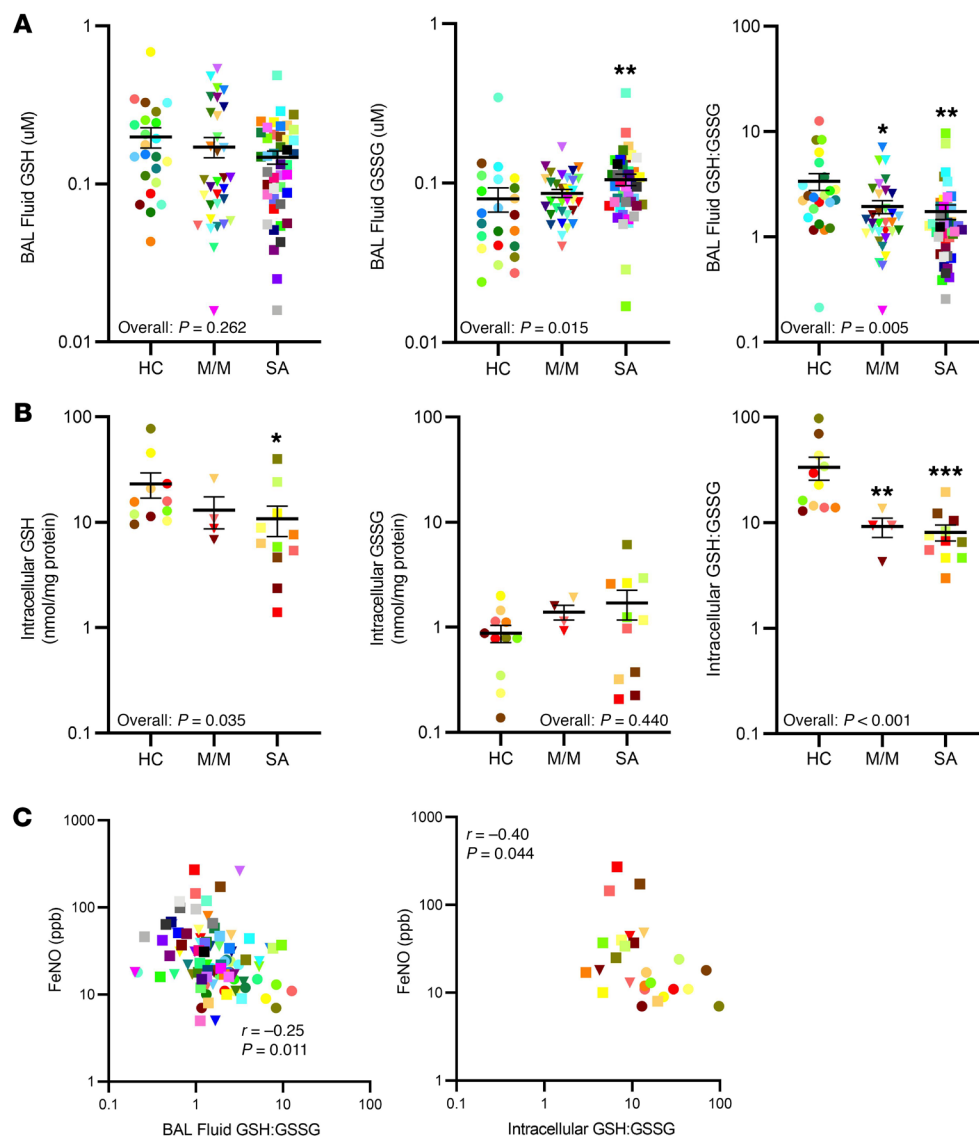 A
BAL Fluid GSH (uM)
1
0.1
0.01
Overall: P = 0.262
HC M/M SA
BAL Fluid GSSG (uM)
1
0.1
0.01
**
Overall: P = 0.015
HC M/M SA
BAL Fluid GSH:GSSG
100
10
1
0.1
*
**
Overall: P = 0.005
HC M/M SA
B
Intracellular GSH
(nmol/mg protein)
100
10
1
0.1
*
Overall: P = 0.035
HC M/M SA
Intracellular GSSG
(nmol/mg protein)
100
10
1
0.1
Overall: P = 0.440
HC M/M SA
Intracellular GSH:GSSG
100
10
1
0.1
**
***
Overall: P < 0.001
HC M/M SA
C
FeNO (ppb)
1000
100
10
1
r = –0.25
P = 0.011
0.1 1 10 100
BAL Fluid GSH:GSSG
FeNO (ppb)
1000
100
10
1
r = –0.40
P = 0.044
0.1 1 10 100
Intracellular GSH:GSSG